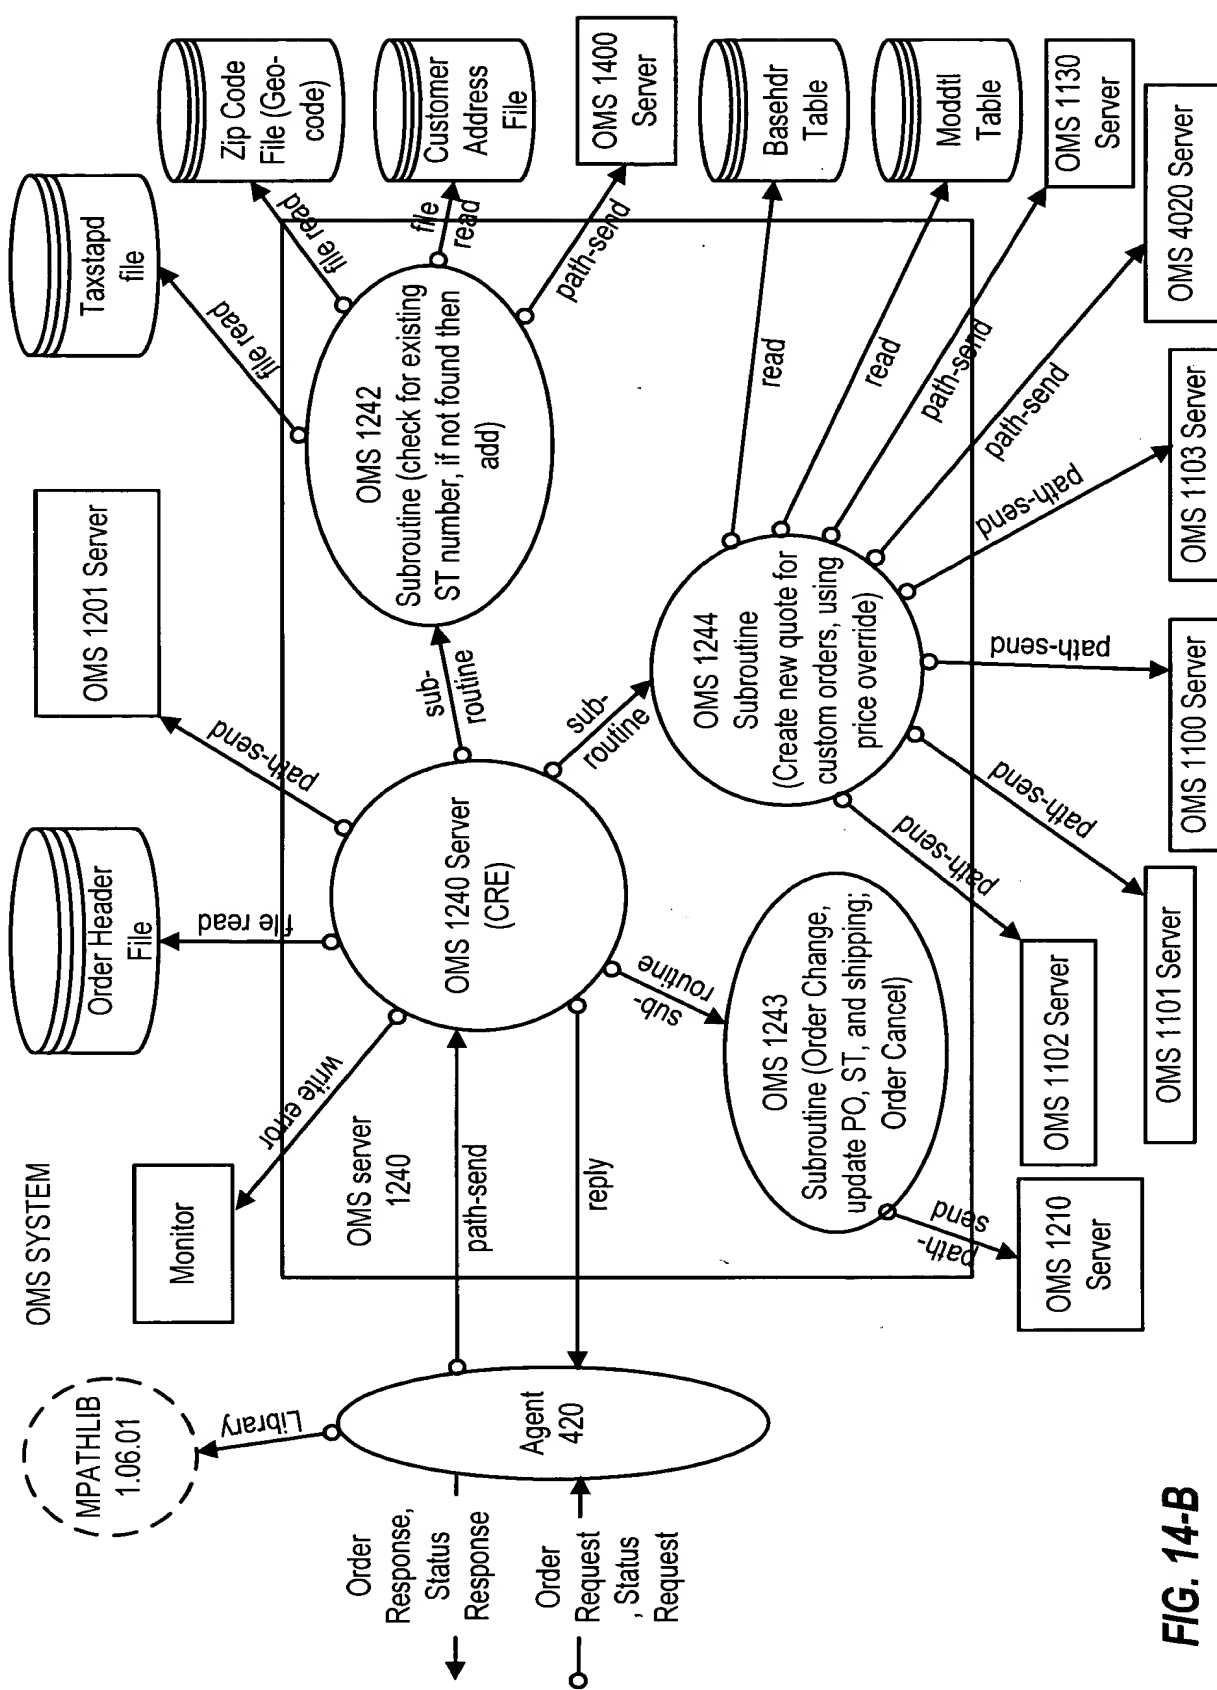 OMS SYSTEM
MPATHLIB
1.06.01
Library
Order
Response,
Status
Response
Order
Request
, Status
Request
Agent
420
Monitor
write error
OMS server
1240
path-send
reply
Order Header
File
file read
OMS 1201 Server
path-send
OMS 1240 Server
(CRE)
sub-
routine
sub-
routine
sub-
routine
Taxstapd
file
file read
Zip Code
File (Geo-
code)
file read
Customer
Address
File
file
read
OMS 1400
Server
path-send
OMS 1242
Subroutine (check for existing
ST number, if not found then
add)
OMS 1243
Subroutine (Order Change,
update PO, ST, and shipping;
Order Cancel)
path-
send
OMS 1210
Server
OMS 1244
Subroutine
(Create new quote for
custom orders, using
price override)
read
Basehdr
Table
read
Moddtl
Table
path-send
OMS 1130
Server
path-send
OMS 4020 Server
path-send
OMS 1103 Server
path-send
OMS 1100 Server
path-send
OMS 1101 Server
path-send
OMS 1102 Server
FIG. 14-B